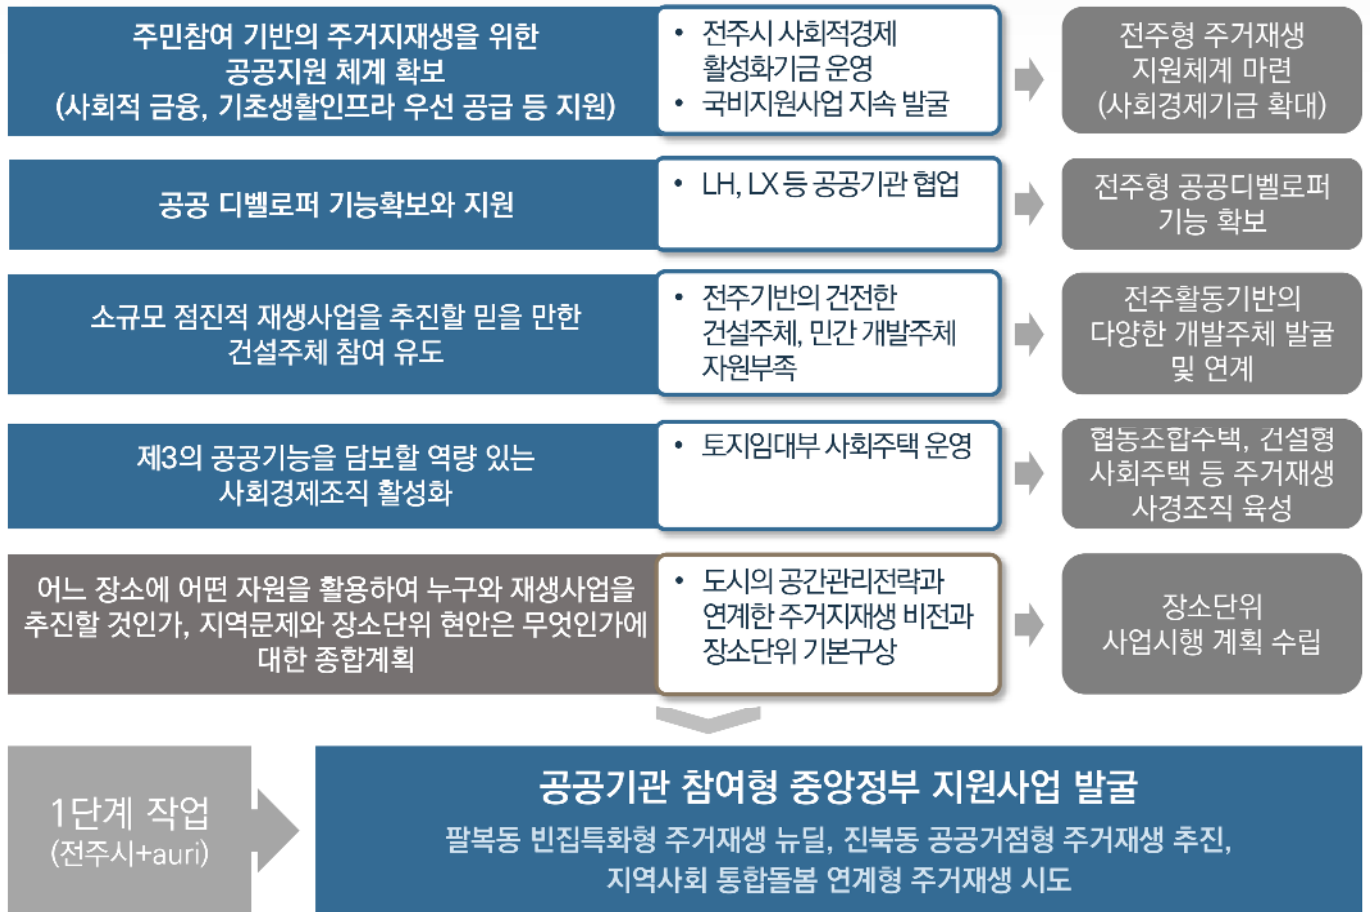 주민참여 기반의 주거지재생을 위한
공공지원 체계 확보
(사회적 금융, 기초생활인프라 우선 공급 등 지원)
• 전주시 사회적경제
활성화기금 운영
• 국비지원사업 지속 발굴
전주형 주거재생
지원체계 마련
(사회경제기금 확대)
공공 디벨로퍼 기능확보와 지원
• LH, LX 등 공공기관 협업
전주형 공공디벨로퍼
기능 확보
소규모 점진적 재생사업을 추진할 믿을 만한
건설주체 참여 유도
• 전주기반의 건전한
건설주체, 민간 개발주체
자원부족
전주활동기반의
다양한 개발주체 발굴
및 연계
제3의 공공기능을 담보할 역량 있는
사회경제조직 활성화
• 토지임대부 사회주택 운영
협동조합주택, 건설형
사회주택 등 주거재생
사경조직 육성
어느 장소에 어떤 자원을 활용하여 누구와 재생사업을
추진할 것인가, 지역문제와 장소단위 현안은 무엇인가에
대한 종합계획
• 도시의 공간관리전략과
연계한 주거지재생 비전과
장소단위 기본구상
장소단위
사업시행 계획 수립
1단계 작업
(전주시+auri)
공공기관 참여형 중앙정부 지원사업 발굴
팔복동 빈집특화형 주거재생 뉴딜, 진북동 공공거점형 주거재생 추진,
지역사회 통합돌봄 연계형 주거재생 시도